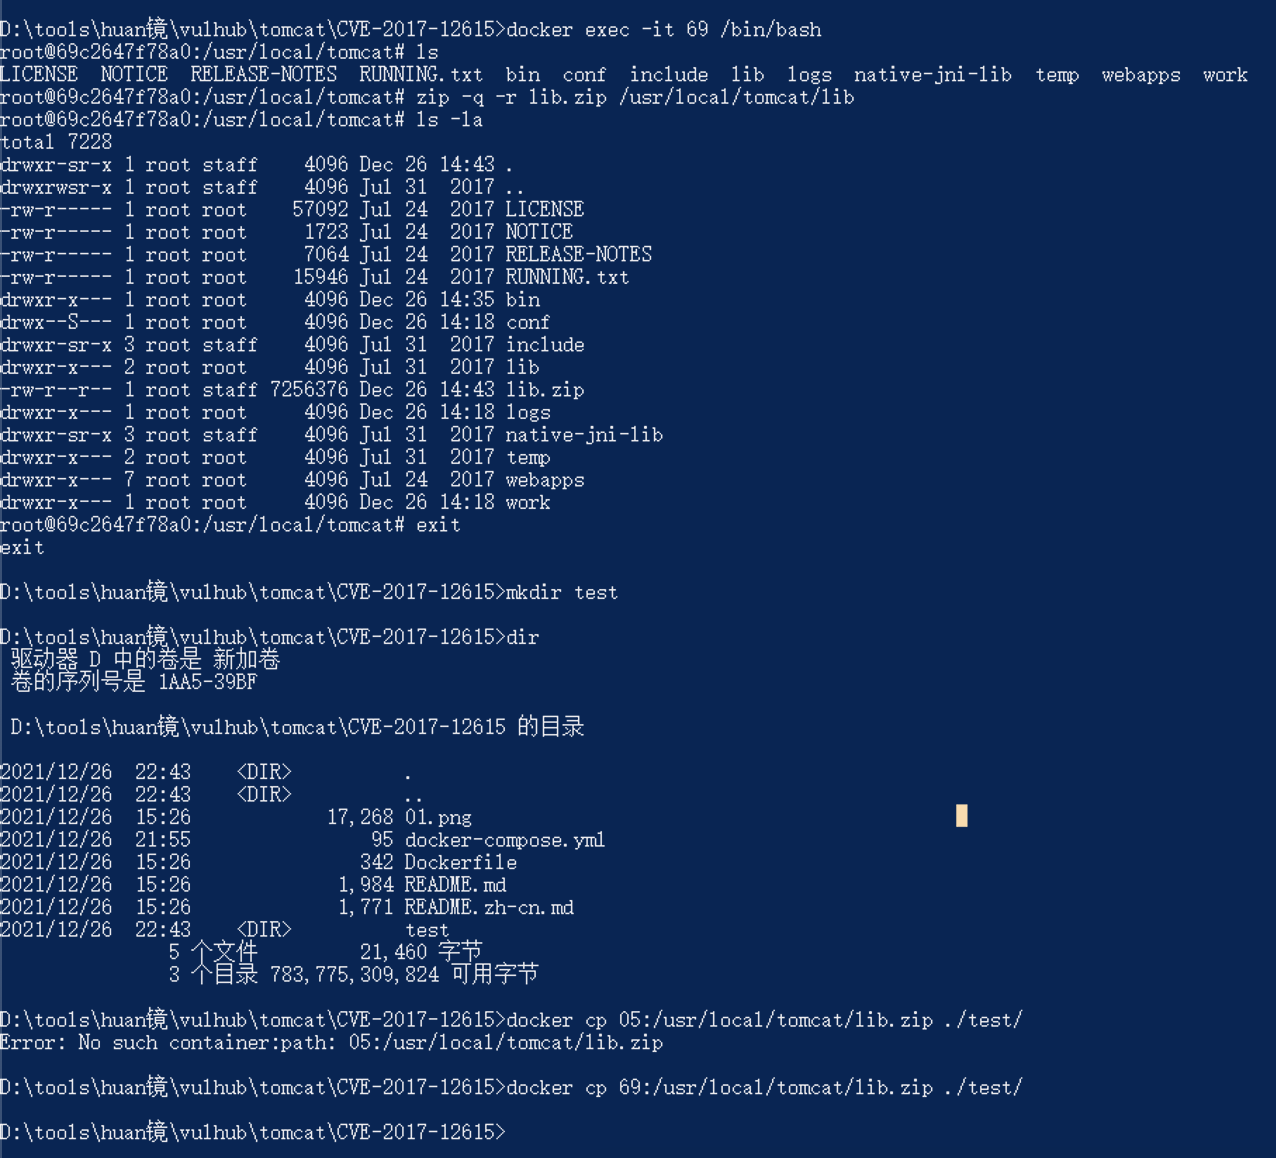 D:\tools\huan镜\vulhub\tomcat\CVE-2017-12615>docker exec -it 69 /bin/bash
root@69c2647f78a0:/usr/local/tomcat# ls
LICENSE  NOTICE  RELEASE-NOTES  RUNNING.txt  bin  conf  include  lib  logs  native-jni-lib  temp  webapps  work
root@69c2647f78a0:/usr/local/tomcat# zip -q -r lib.zip /usr/local/tomcat/lib
root@69c2647f78a0:/usr/local/tomcat# ls -la
total 7228
drwxr-sr-x 1 root staff    4096 Dec 26 14:43 .
drwxrwsr-x 1 root staff    4096 Jul 31  2017 ..
-rw-r----- 1 root root    57092 Jul 24  2017 LICENSE
-rw-r----- 1 root root     1723 Jul 24  2017 NOTICE
-rw-r----- 1 root root     7064 Jul 24  2017 RELEASE-NOTES
-rw-r----- 1 root root    15946 Jul 24  2017 RUNNING.txt
drwxr-x--- 1 root root     4096 Dec 26 14:35 bin
drwx--S--- 1 root root     4096 Dec 26 14:18 conf
drwxr-sr-x 3 root staff    4096 Jul 31  2017 include
drwxr-x--- 2 root root     4096 Jul 31  2017 lib
-rw-r--r-- 1 root staff 7256376 Dec 26 14:43 lib.zip
drwxr-x--- 1 root root     4096 Dec 26 14:18 logs
drwxr-sr-x 3 root staff    4096 Jul 31  2017 native-jni-lib
drwxr-x--- 2 root root     4096 Jul 31  2017 temp
drwxr-x--- 7 root root     4096 Jul 24  2017 webapps
drwxr-x--- 1 root root     4096 Dec 26 14:18 work
root@69c2647f78a0:/usr/local/tomcat# exit
exit
D:\tools\huan镜\vulhub\tomcat\CVE-2017-12615>mkdir test
D:\tools\huan镜\vulhub\tomcat\CVE-2017-12615>dir
驱动器 D 中的卷是 新加卷
卷的序列号是 1AA5-39BF
D:\tools\huan镜\vulhub\tomcat\CVE-2017-12615 的目录
2021/12/26  22:43    <DIR>          .
2021/12/26  22:43    <DIR>          ..
2021/12/26  15:26            17,268 01.png
2021/12/26  21:55                95 docker-compose.yml
2021/12/26  15:26               342 Dockerfile
2021/12/26  15:26             1,984 README.md
2021/12/26  15:26             1,771 README.zh-cn.md
2021/12/26  22:43    <DIR>          test
5 个文件         21,460 字节
3 个目录 783,775,309,824 可用字节
D:\tools\huan镜\vulhub\tomcat\CVE-2017-12615>docker cp 05:/usr/local/tomcat/lib.zip ./test/
Error: No such container:path: 05:/usr/local/tomcat/lib.zip
D:\tools\huan镜\vulhub\tomcat\CVE-2017-12615>docker cp 69:/usr/local/tomcat/lib.zip ./test/
D:\tools\huan镜\vulhub\tomcat\CVE-2017-12615>